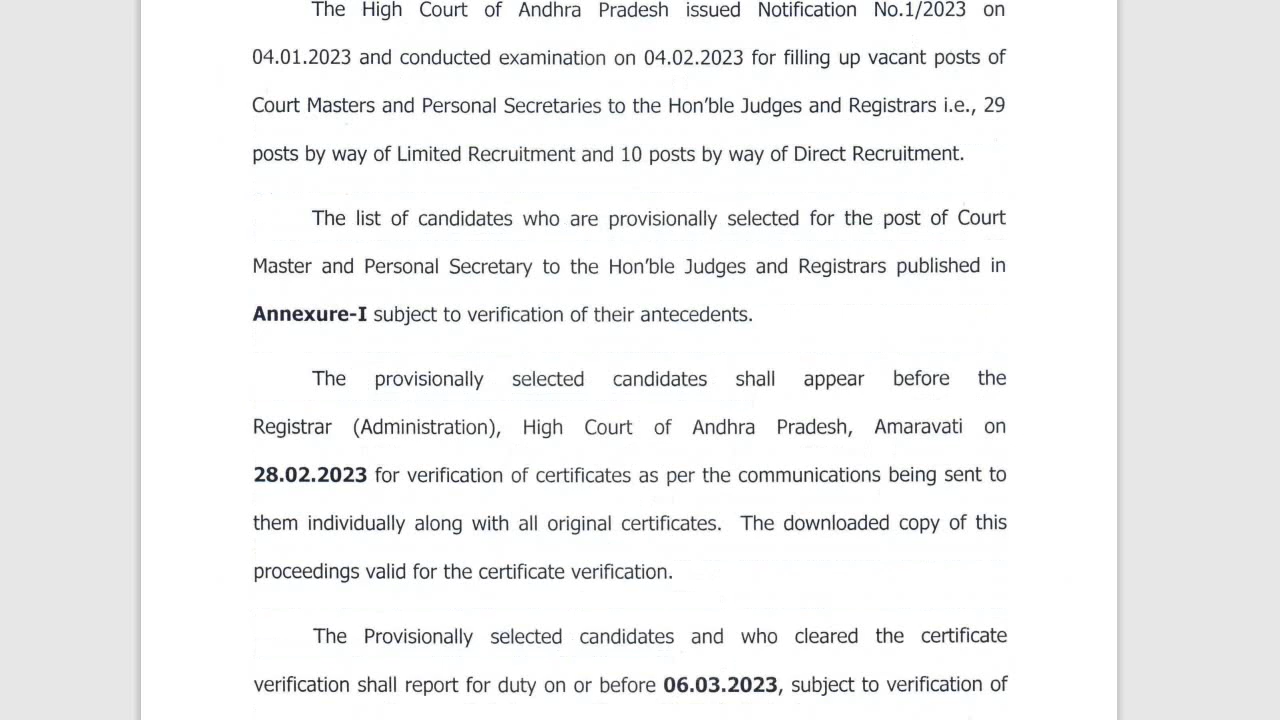 The High Court of Andhra Pradesh issued Notification No.1/2023 on
04.01.2023 and conducted examination on 04.02.2023 for filling up vacant posts of
Court Masters and Personal Secretaries to the Hon'ble Judges and Registrars i.e., 29
posts by way of Limited Recruitment and 10 posts by way of Direct Recruitment.
The list of candidates who are provisionally selected for the post of Court
Master and Personal Secretary to the Hon'ble Judges and Registrars published in
Annexure-I subject to verification of their antecedents.
The provisionally selected candidates shall appear before the
Registrar (Administration), High Court of Andhra Pradesh, Amaravati on
28.02.2023 for verification of certificates as per the communications being sent to
them individually along with all original certificates. The downloaded copy of this
proceedings valid for the certificate verification.
The Provisionally selected candidates and who cleared the certificate
verification shall report for duty on or before 06.03.2023, subject to verification of